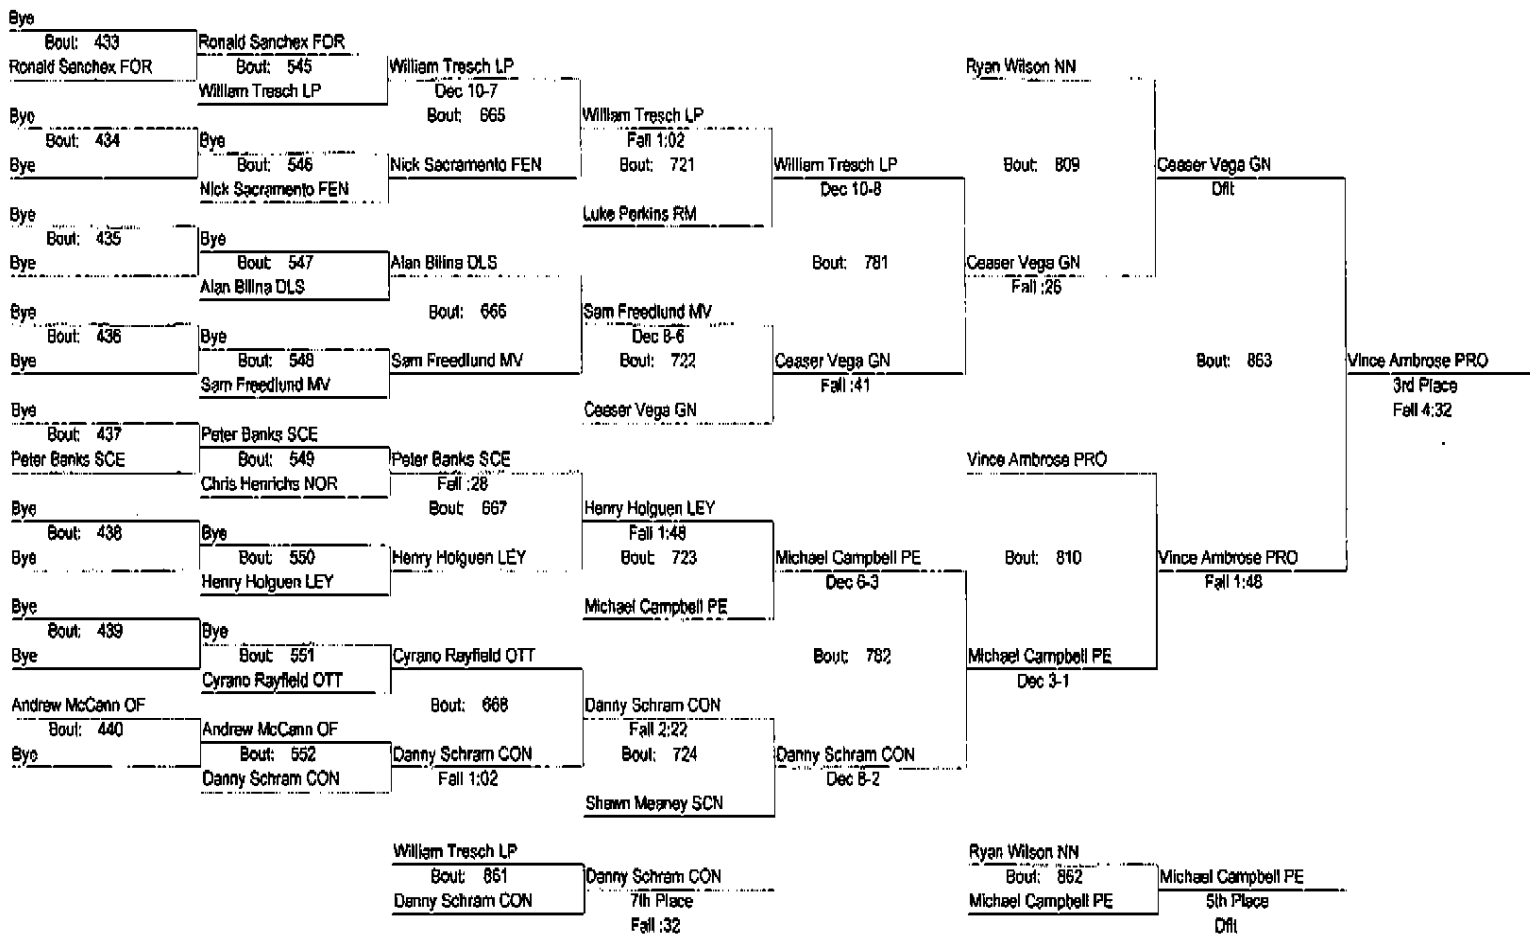 Bye
Bout: 433
Ronald Sanchex FOR
Bye
Bout: 434
Bye
Bye
Bout: 435
Bye
Bye
Bout: 436
Bye
Bye
Bout: 437
Peter Banks SCE
Bye
Bout: 438
Bye
Bye
Bout: 439
Bye
Andrew McCann OF
Bout: 440
Bye
Ronald Sanchex FOR
Bout: 545
William Tresch LP
Bye
Bout: 546
Nick Sacramento FEN
Bye
Bout: 547
Alan Bilina DLS
Bye
Bout: 548
Sam Freedlund MV
Peter Banks SCE
Bout: 549
Chris Henrichs NOR
Bye
Bout: 550
Henry Holguen LEY
Bye
Bout: 551
Cyrano Rayfield OTT
Andrew McCann OF
Bout: 552
Danny Schram CON
William Tresch LP
Dec 10-7
Bout: 665
Nick Sacramento FEN
Alan Bilina DLS
Bout: 666
Sam Freedlund MV
Peter Banks SCE
Fall :28
Bout: 667
Henry Holguen LEY
Cyrano Rayfield OTT
Bout: 668
Danny Schram CON
Fall 1:02
William Tresch LP
Fall 1:02
Bout: 721
Luke Perkins RM
Sam Freedlund MV
Dec 8-6
Bout: 722
Ceaser Vega GN
Henry Holguen LEY
Fall 1:48
Bout: 723
Michael Campbell PE
Danny Schram CON
Fall 2:22
Bout: 724
Shawn Meaney SCN
William Tresch LP
Dec 10-8
Bout: 781
Ceaser Vega GN
Fall :41
Michael Campbell PE
Dec 6-3
Bout: 782
Danny Schram CON
Dec 8-2
Ryan Wilson NN
Bout: 809
Ceaser Vega GN
Fall :26
Vince Ambrose PRO
Bout: 810
Michael Campbell PE
Dec 3-1
Ceaser Vega GN
Dflt
Bout: 863
Vince Ambrose PRO
Fall 1:48
Vince Ambrose PRO
3rd Place
Fall 4:32
William Tresch LP
Bout: 861
Danny Schram CON
Danny Schram CON
7th Place
Fall :32
Ryan Wilson NN
Bout: 862
Michael Campbell PE
Michael Campbell PE
5th Place
Dflt